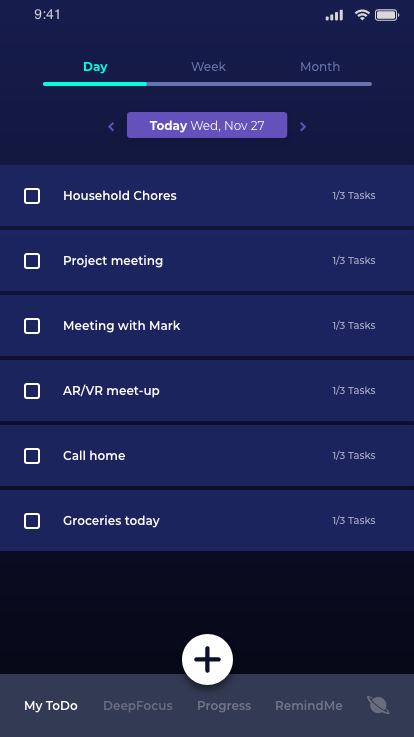 9:41
Day Week Month
Today Wed, Nov 27
Household Chores 1/3 Tasks
Project meeting 1/3 Tasks
Meeting with Mark 1/3 Tasks
AR/VR meet-up 1/3 Tasks
Call home 1/3 Tasks
Groceries today 1/3 Tasks
My ToDo DeepFocus Progress RemindMe